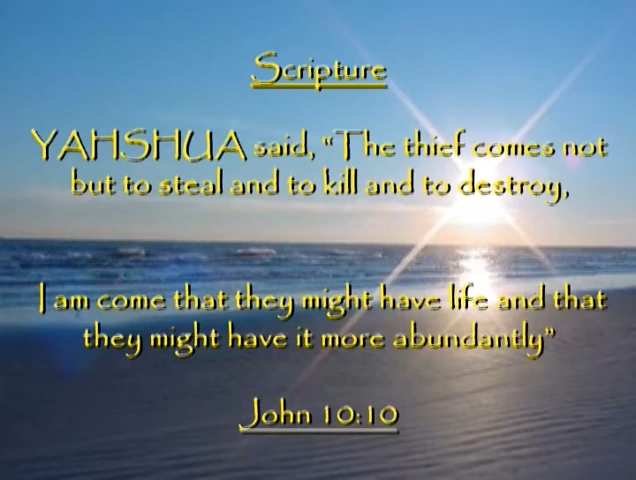 Scripture
YAHSHUA said, "The thief comes not
but to steal and to kill and to destroy,
I am come that they might have life and that
they might have it more abundantly"
John 10:10